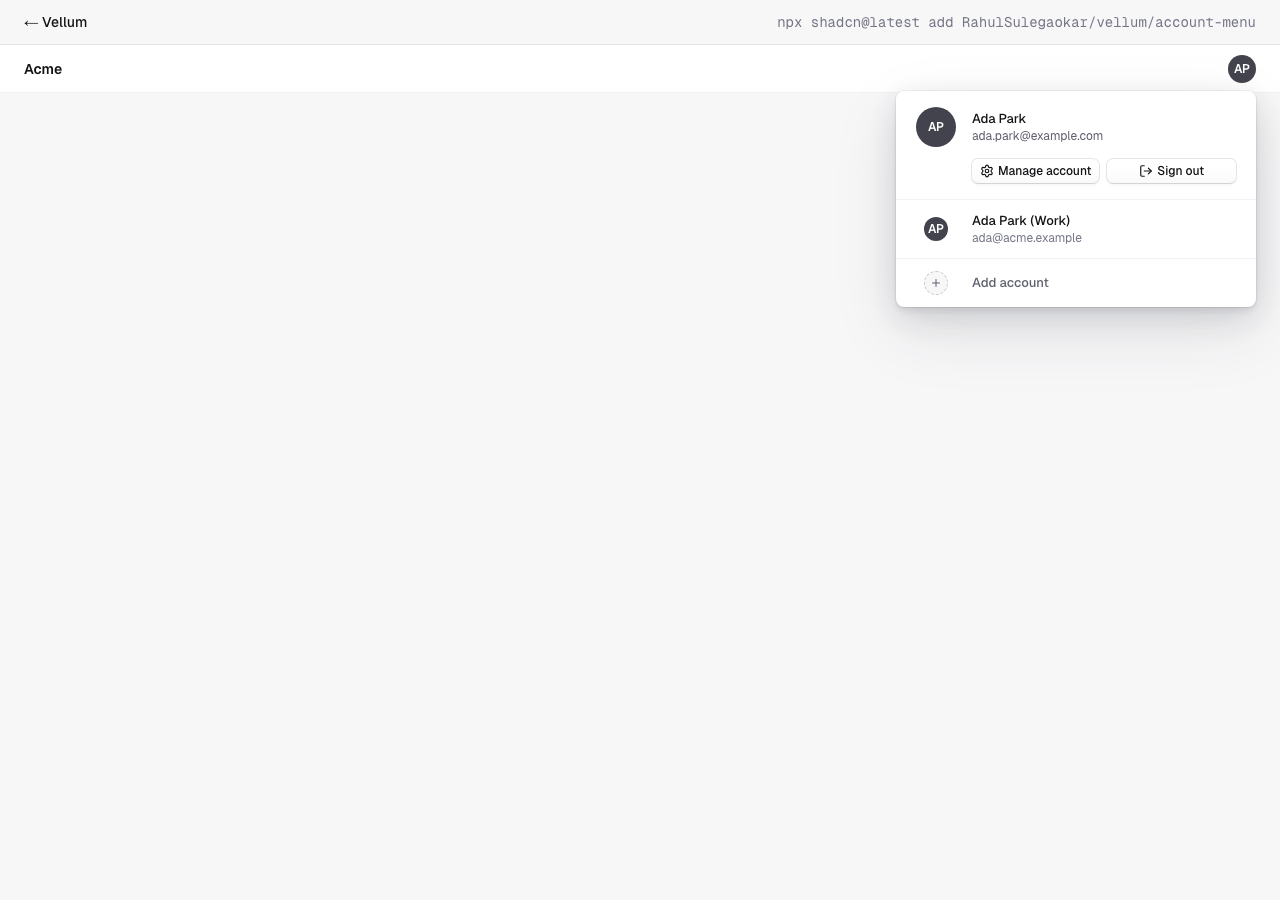 ← Vellum
npx shadcn@latest add RahulSulegaokar/vellum/account-menu
Acme
AP
AP
Ada Park
ada.park@example.com
Manage account
Sign out
AP
Ada Park (Work)
ada@acme.example
Add account